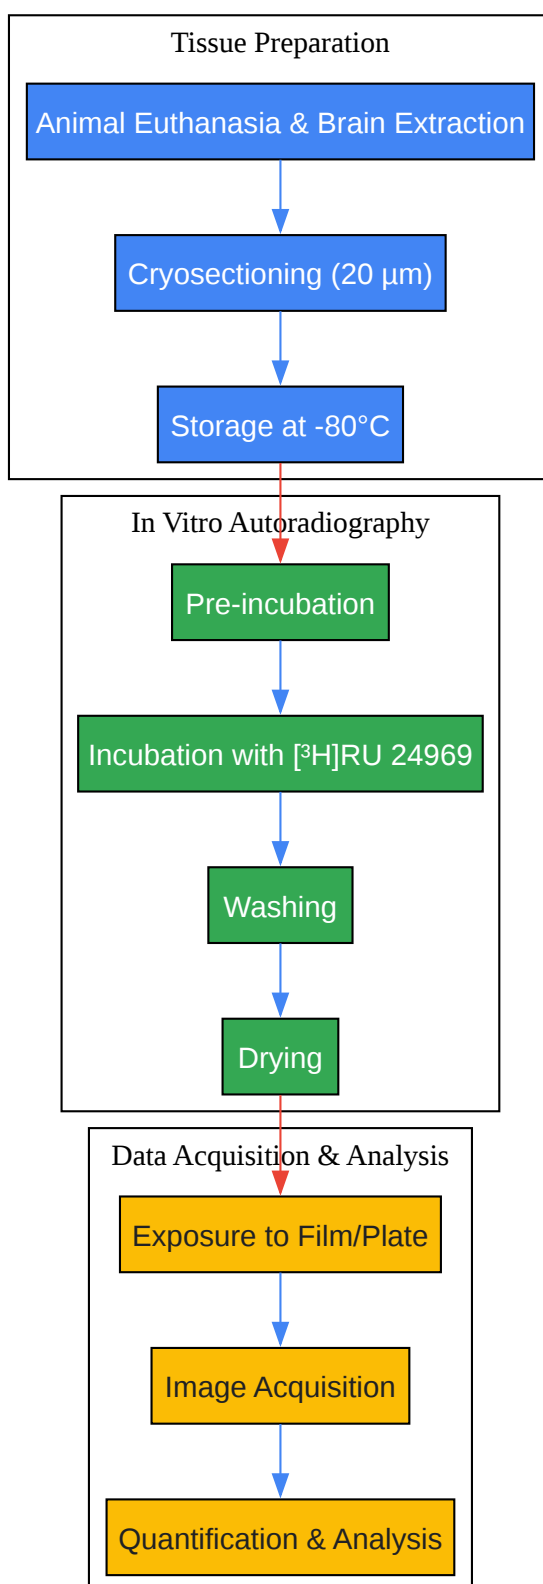 Tissue Preparation
Animal Euthanasia & Brain Extraction
Cryosectioning (20 µm)
Storage at -80°C
In Vitro Autoradiography
Pre-incubation
Incubation with [³H]RU 24969
Washing
Drying
Data Acquisition & Analysis
Exposure to Film/Plate
Image Acquisition
Quantification & Analysis